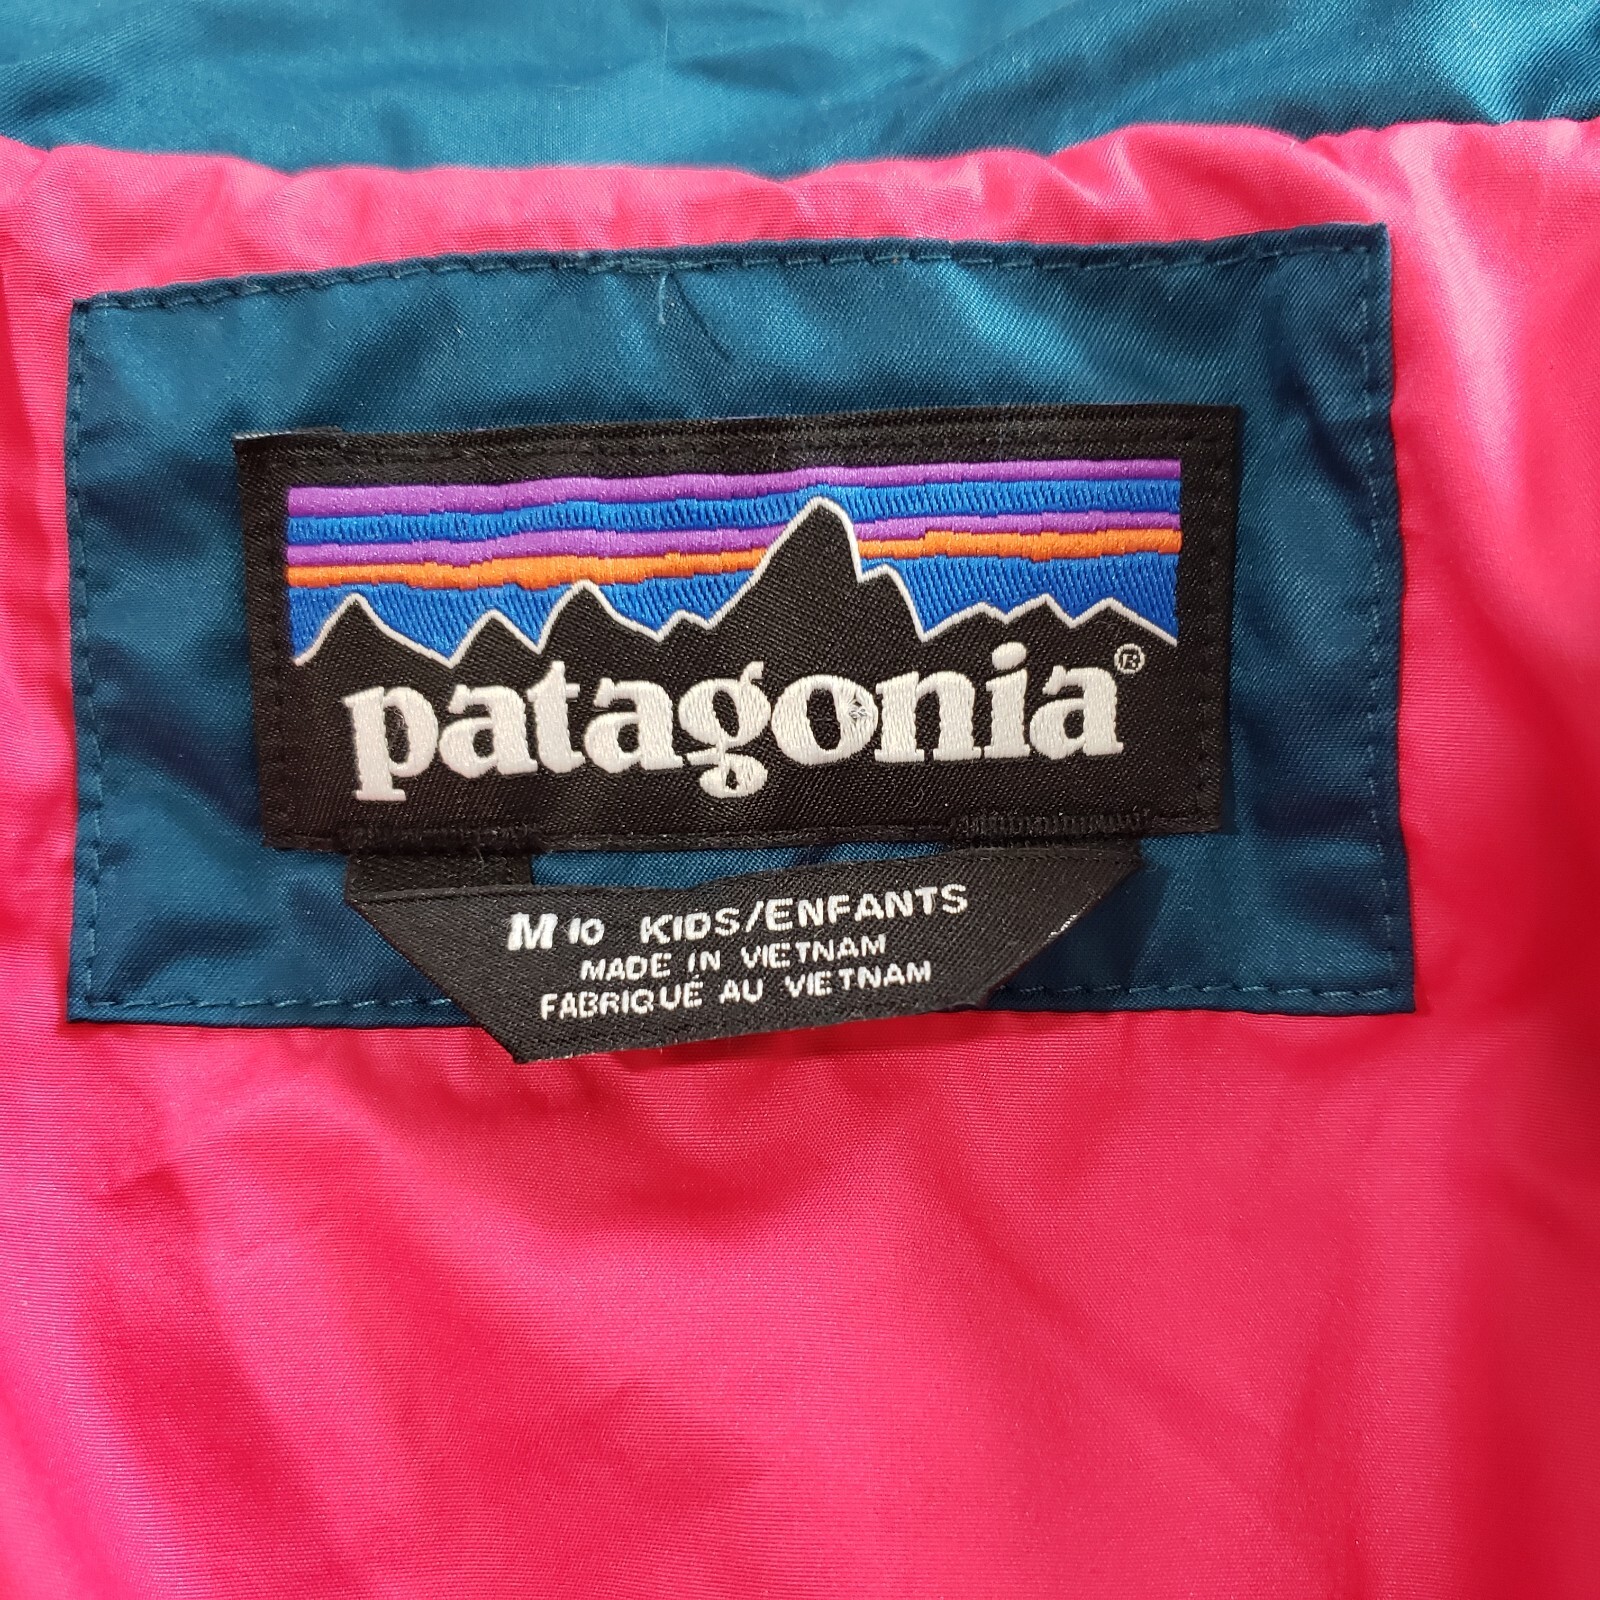 patagonia®
M 10 KIDS/ENFANTS
MADE IN VIETNAM
FABRIQUÉ AU VIETNAM